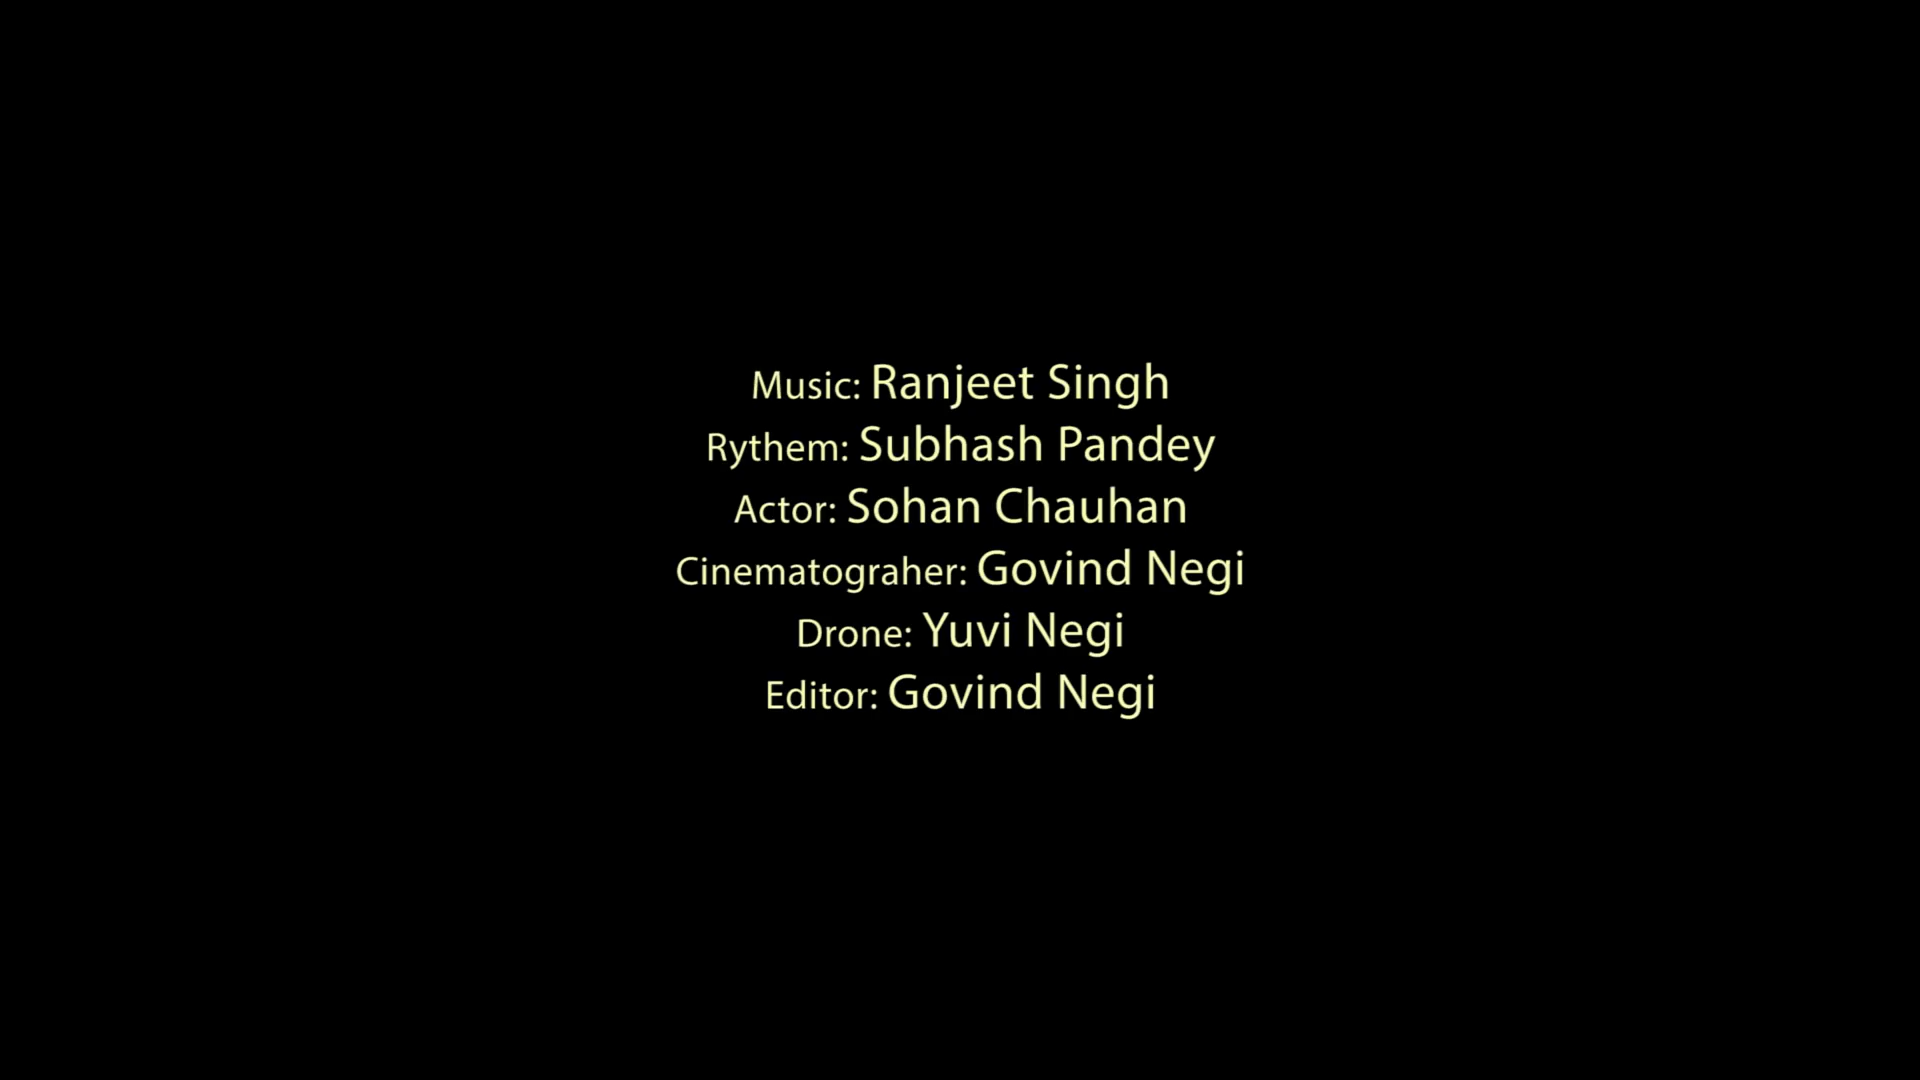 Music: Ranjeet Singh
Rythem: Subhash Pandey
Actor: Sohan Chauhan
Cinematograher: Govind Negi
Drone: Yuvi Negi
Editor: Govind Negi